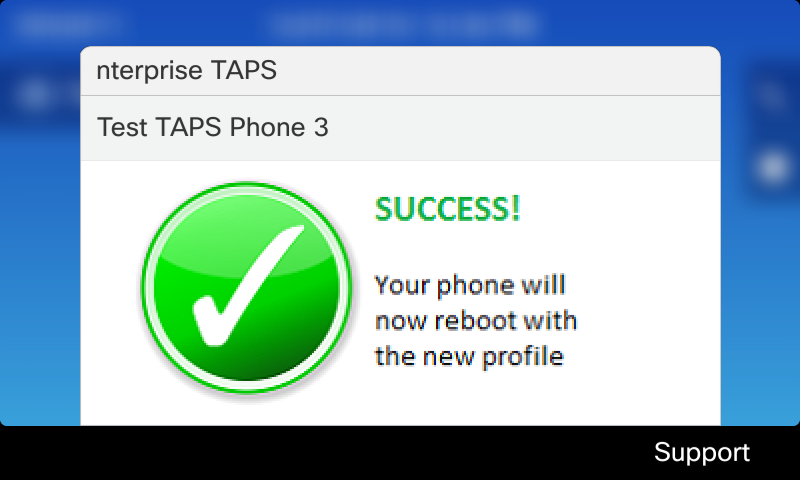 nterprise TAPS
Test TAPS Phone 3
SUCCESS!
Your phone will
now reboot with
the new profile
Support